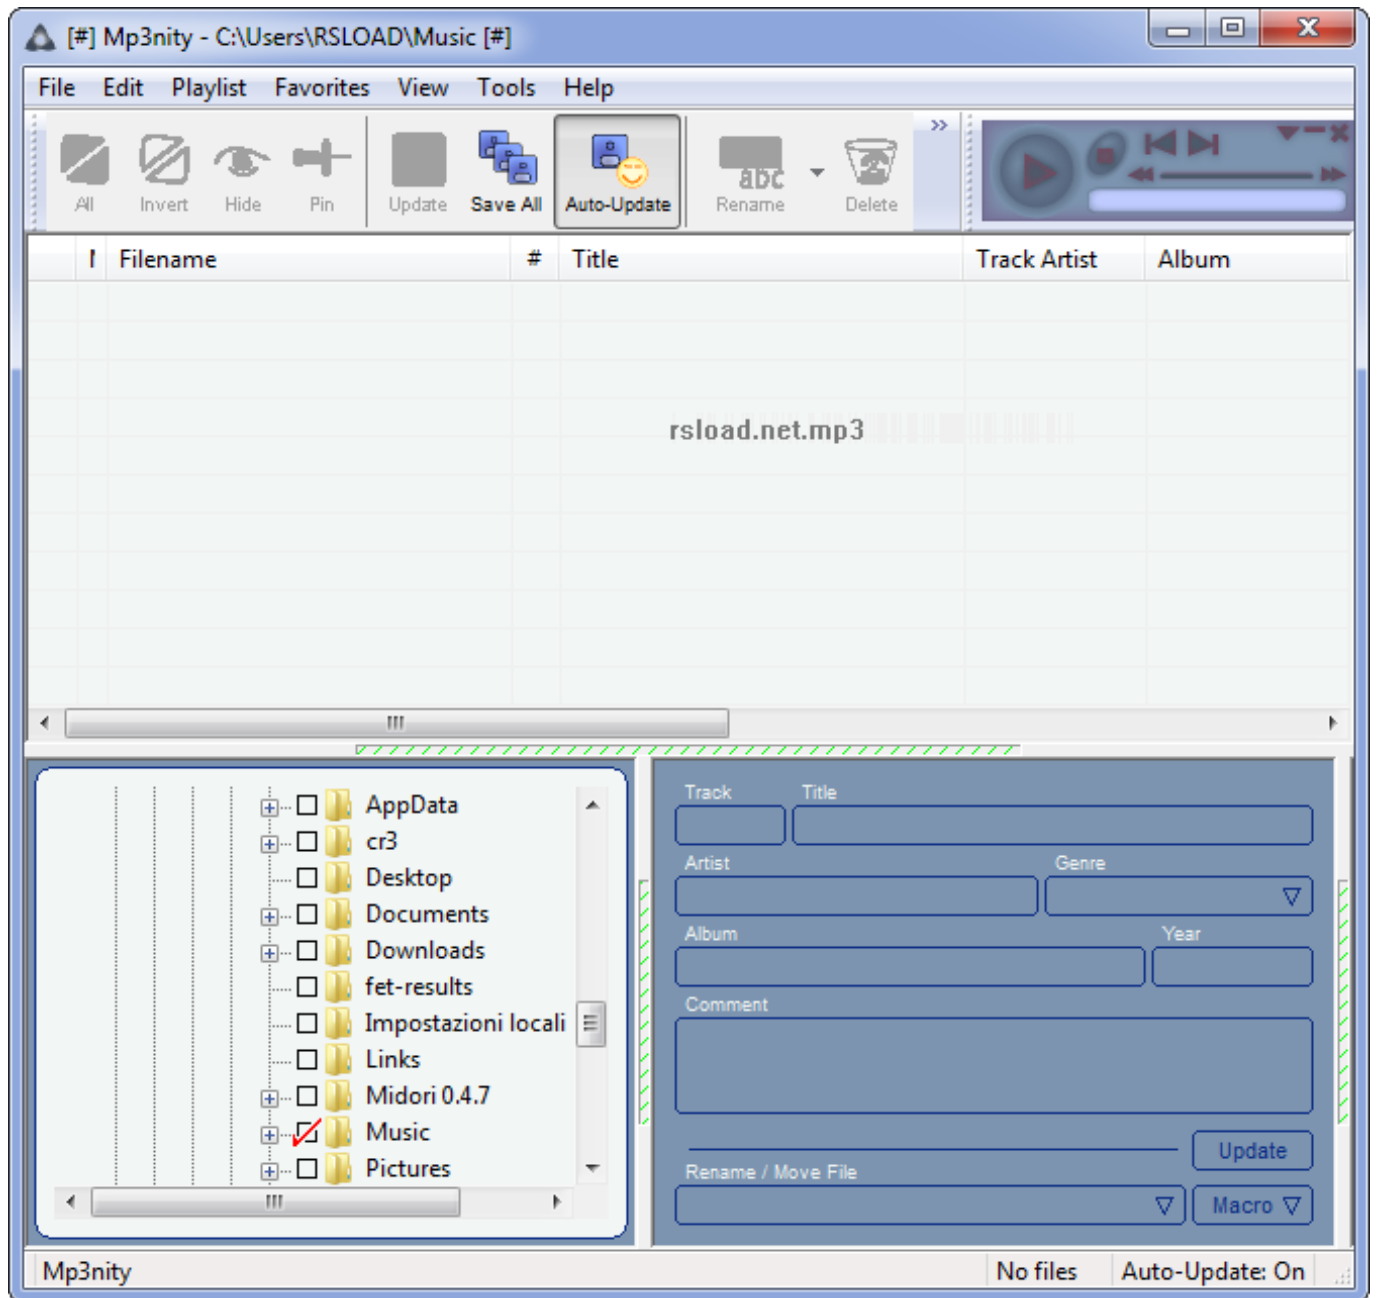 [#] Mp3nity - C:\Users\RSLOAD\Music [#]
File Edit Playlist Favorites View Tools Help
All Invert Hide Pin Update Save All Auto-Update abc Rename Delete
Filename # Title Track Artist Album
rsload.net.mp3
AppData
cr3
Desktop
Documents
Downloads
fet-results
Impostazioni locali
Links
Midori 0.4.7
Music
Pictures
Track Title
Artist Genre
Album Year
Comment
Update
Rename / Move File
Macro
Mp3nity No files Auto-Update: On